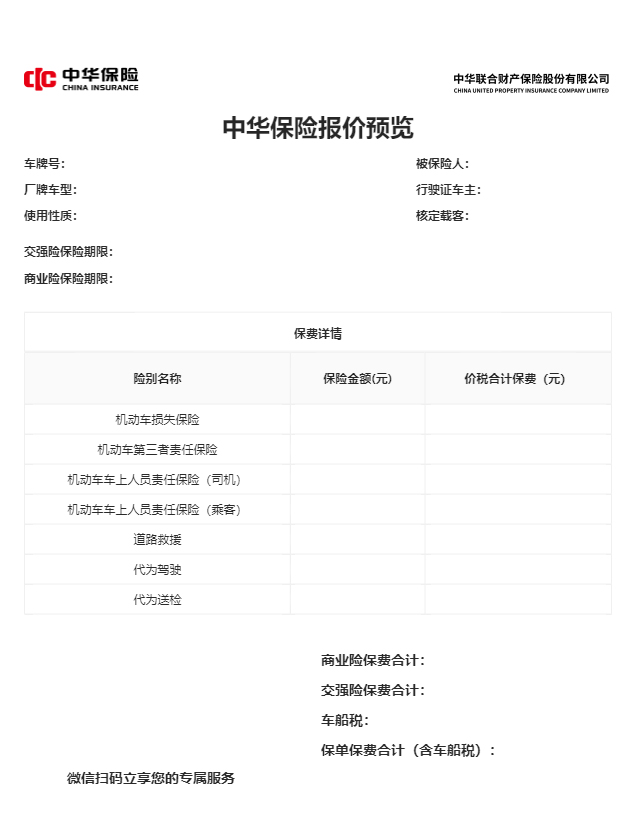 中华保险
CHINA INSURANCE
中华联合财产保险股份有限公司
CHINA UNITED PROPERTY INSURANCE COMPANY LIMITED
中华保险报价预览
车牌号:
被保险人:
厂牌车型:
行驶证车主:
使用性质:
核定载客:
交强险保险期限:
商业险保险期限:
保费详情
险别名称 保险金额(元) 价税合计保费（元）
机动车损失保险
机动车第三者责任保险
机动车车上人员责任保险（司机）
机动车车上人员责任保险（乘客）
道路救援
代为驾驶
代为送检
商业险保费合计:
交强险保费合计:
车船税:
保单保费合计（含车船税）:
微信扫码立享您的专属服务